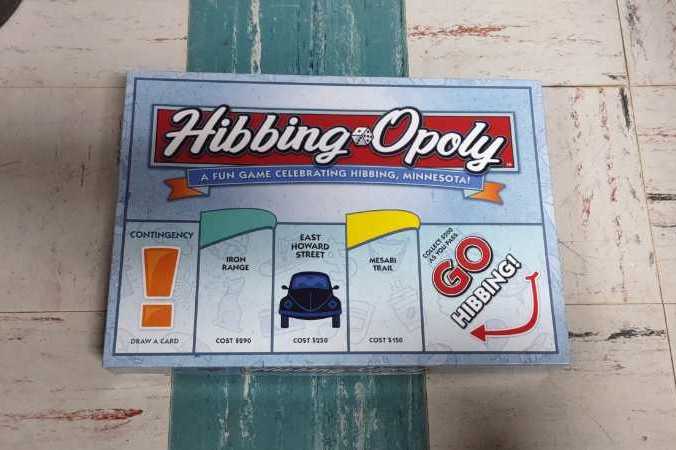 Hibbing Opoly
A FUN GAME CELEBRATING HIBBING, MINNESOTA!
CONTINGENCY
DRAW A CARD
IRON
RANGE
COST $290
EAST
HOWARD
STREET
COST $250
MESABI
TRAIL
COST $150
COLLECT $200
AS YOU PASS
GO
HIBBING!